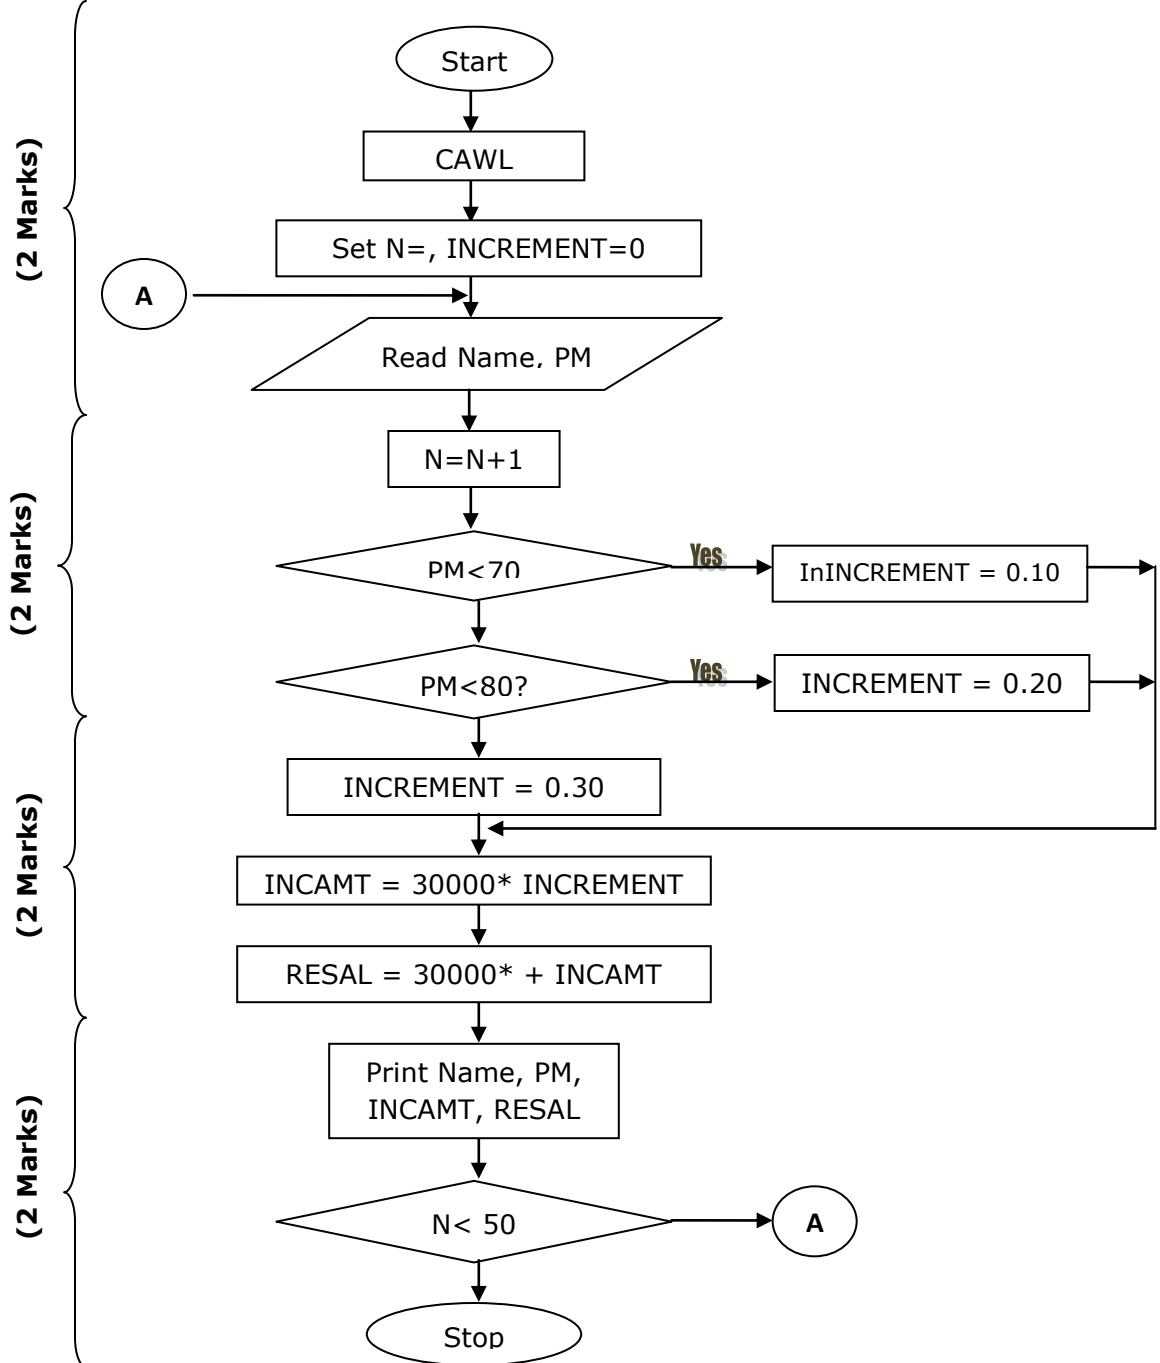 Start
CAWL
Set N=, INCREMENT=0
A
Read Name, PM
(2 Marks)
N=N+1
PM<70
Yes
InINCREMENT = 0.10
PM<80?
Yes
INCREMENT = 0.20
(2 Marks)
INCREMENT = 0.30
INCAMT = 30000* INCREMENT
RESAL = 30000* + INCAMT
(2 Marks)
Print Name, PM,
INCAMT, RESAL
N< 50
A
Stop
(2 Marks)